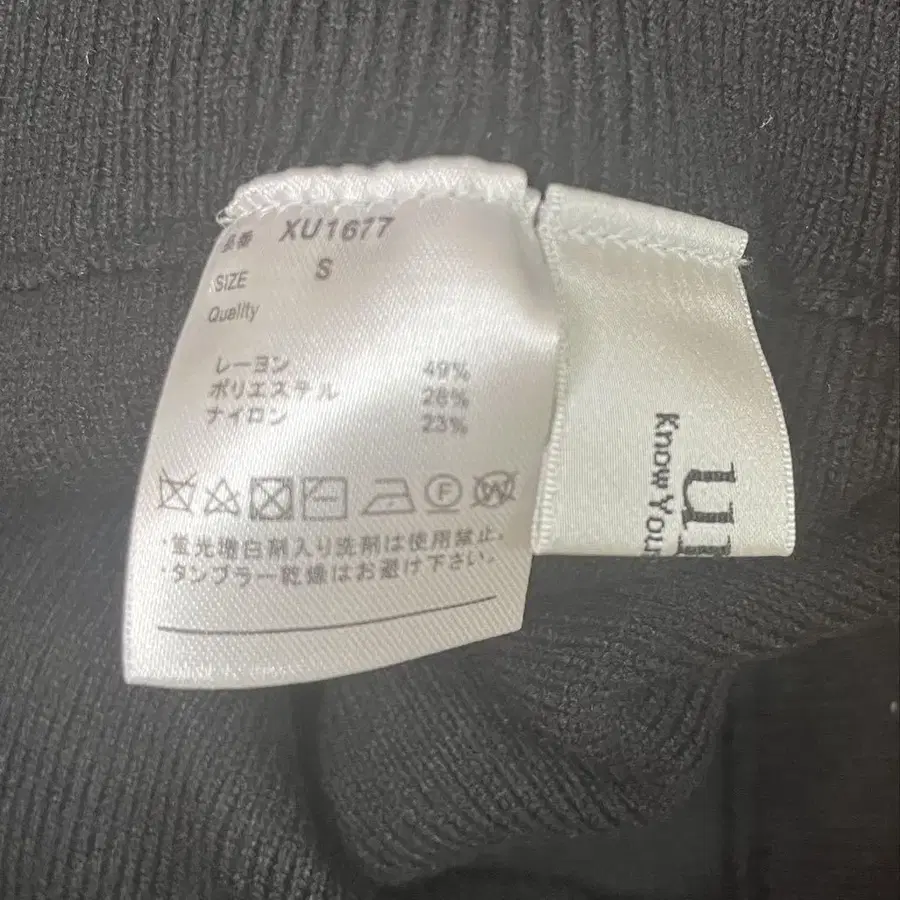 品番 XU1677
SIZE S
Quality
レーヨン 49%
ポリエステル 28%
ナイロン 23%
F
W
・蛍光増白剤入り洗剤は使用禁止。
・タンブラー乾燥はお避け下さい。
Know You